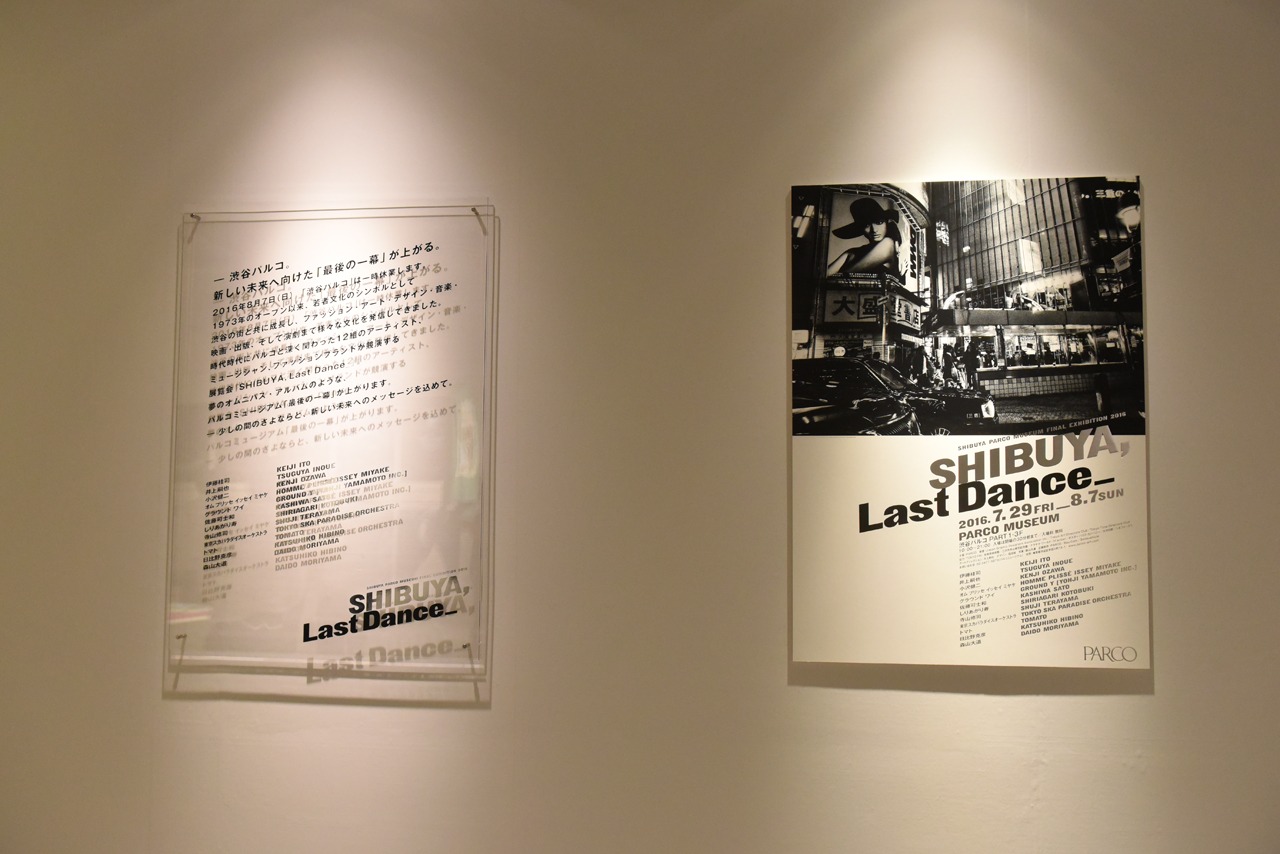 — 渋谷パルコ。
新しい未来へ向けた「最後の一幕」が上がる。
2016年8月7日(日)、「渋谷パルコ」は一時休業します。
1973年のオープン以来、若者文化のシンボルとして
渋谷の街と共に成長し、ファッション・アート・デザイン・音楽・
映画・出版、そして演劇まで様々な文化を発信してきました。
時代時代にパルコと深く関わった12組のアーティスト、
ミュージシャン、ファッションブランドが競演する
展覧会「SHIBUYA, Last Dance_」
夢のオムニバス・アルバムのような、
パルコミュージアム「最後の一幕」が上がります。
— 少しの間のさよならと、新しい未来へのメッセージを込めて。
伊藤桂司 KEIJI ITO
井上嗣也 TSUGUYA INOUE
小沢健二 KENJI OZAWA
オム プリッセ イッセイ ミヤケ HOMME PLISSÉ ISSEY MIYAKE
グラウンド ワイ GROUND Y [YOHJI YAMAMOTO INC.]
佐藤可士和 KASHIWA SATO
しりあがり寿 SHIRIAGARI KOTOBUKI
寺山修司 SHUJI TERAYAMA
東京スカパラダイスオーケストラ TOKYO SKA PARADISE ORCHESTRA
トマト TOMATO
日比野克彦 KATSUHIKO HIBINO
森山大道 DAIDO MORIYAMA
SHIBUYA PARCO MUSEUM FINAL EXHIBITION 2016
SHIBUYA,
Last Dance_
大盛堂書店
三菱
SHIBUYA PARCO MUSEUM FINAL EXHIBITION 2016
SHIBUYA,
Last Dance_
2016.7.29FRI—8.7SUN
PARCO MUSEUM
渋谷パルコ PART1・3F
伊藤桂司 KEIJI ITO
井上嗣也 TSUGUYA INOUE
小沢健二 KENJI OZAWA
オム プリッセ イッセイ ミヤケ HOMME PLISSÉ ISSEY MIYAKE
グラウンド ワイ GROUND Y [YOHJI YAMAMOTO INC.]
佐藤可士和 KASHIWA SATO
しりあがり寿 SHIRIAGARI KOTOBUKI
寺山修司 SHUJI TERAYAMA
東京スカパラダイスオーケストラ TOKYO SKA PARADISE ORCHESTRA
トマト TOMATO
日比野克彦 KATSUHIKO HIBINO
森山大道 DAIDO MORIYAMA
PARCO